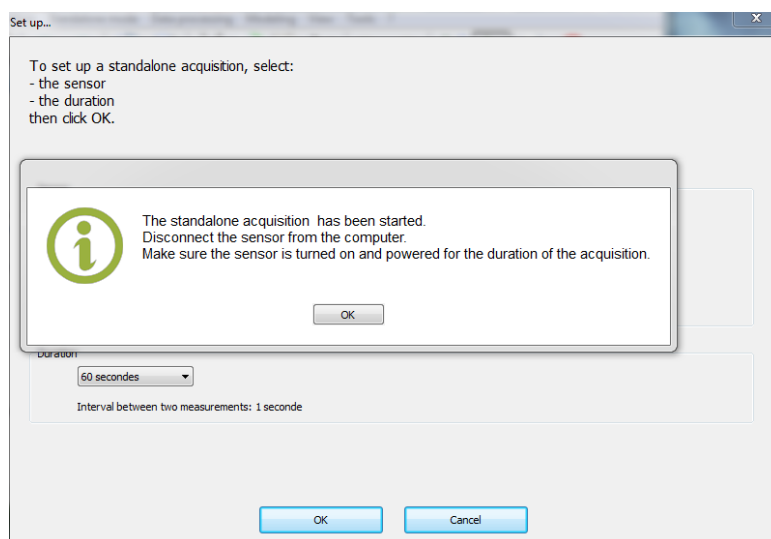 Set up...
To set up a standalone acquisition, select:
- the sensor
- the duration
then click OK.
The standalone acquisition has been started.
Disconnect the sensor from the computer.
Make sure the sensor is turned on and powered for the duration of the acquisition.
OK
Duration
60 secondes
Interval between two measurements: 1 seconde
OK Cancel